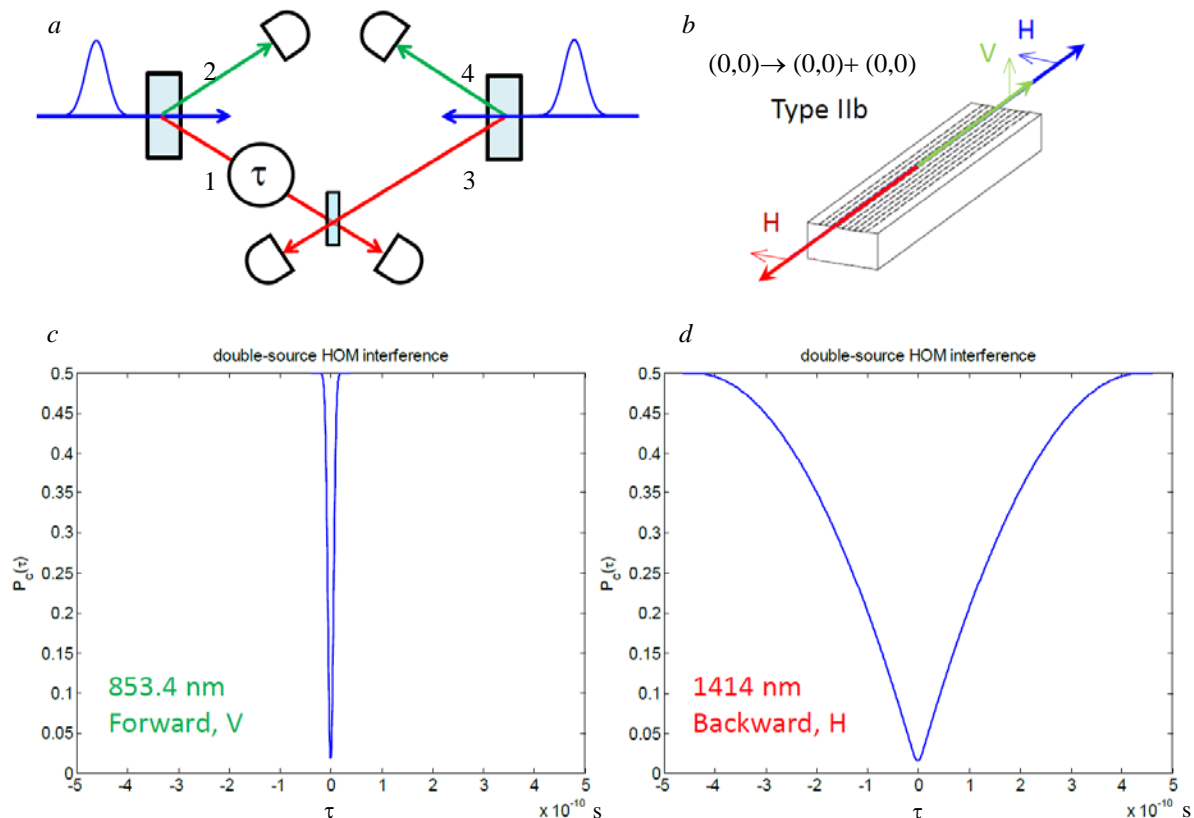 a
2
4
τ
1
3
b
(0,0)→ (0,0)+ (0,0)
Type IIb
H
V
H
c
double-source HOM interference
0.5
0.45
0.4
0.35
0.3
0.25
0.2
0.15
0.1
0.05
0
P_c(τ)
853.4 nm
Forward, V
-5 -4 -3 -2 -1 0 1 2 3 4 5
τ
x 10^-10 s
d
double-source HOM interference
0.5
0.45
0.4
0.35
0.3
0.25
0.2
0.15
0.1
0.05
0
P_c(τ)
1414 nm
Backward, H
-5 -4 -3 -2 -1 0 1 2 3 4 5
τ
x 10^-10 s